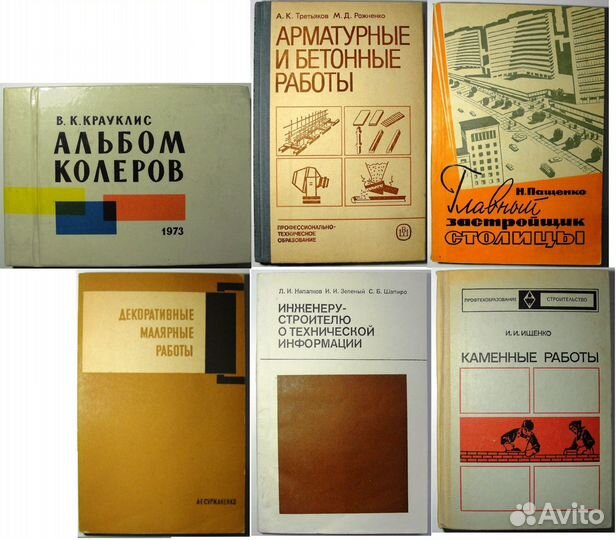 В. К. КРАУКЛИС
АЛЬБОМ
КОЛЕРОВ
1973
А. К. Третьяков М. Д. Рожненко
АРМАТУРНЫЕ
И БЕТОННЫЕ
РАБОТЫ
ПРОФЕССИОНАЛЬНО-
ТЕХНИЧЕСКОЕ
ОБРАЗОВАНИЕ
Н. Пащенко
Главный
застройщик
СТОЛИЦЫ
ДЕКОРАТИВНЫЕ
МАЛЯРНЫЕ
РАБОТЫ
А.Е.СУРЖАНЕНКО
Л. И. Напалков И. И. Зеленый С. Б. Шапиро
ИНЖЕНЕРУ-
СТРОИТЕЛЮ
О ТЕХНИЧЕСКОЙ
ИНФОРМАЦИИ
ПРОФТЕХОБРАЗОВАНИЕ СТРОИТЕЛЬСТВО
И. И. ИЩЕНКО
КАМЕННЫЕ РАБОТЫ
Avito